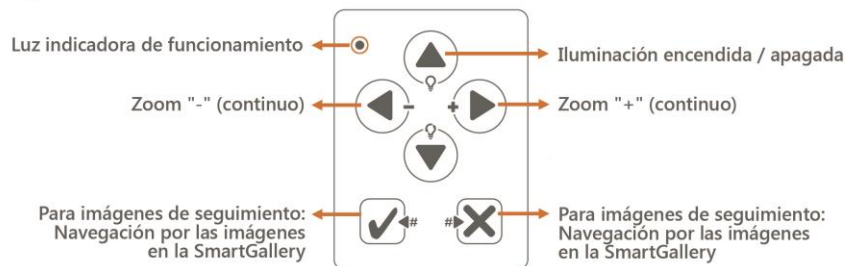 Luz indicadora de funcionamiento
Iluminación encendida / apagada
Zoom "-" (continuo)
-
+
Zoom "+" (continuo)
Para imágenes de seguimiento:
Navegación por las imágenes
en la SmartGallery
#
#
Para imágenes de seguimiento:
Navegación por las imágenes
en la SmartGallery